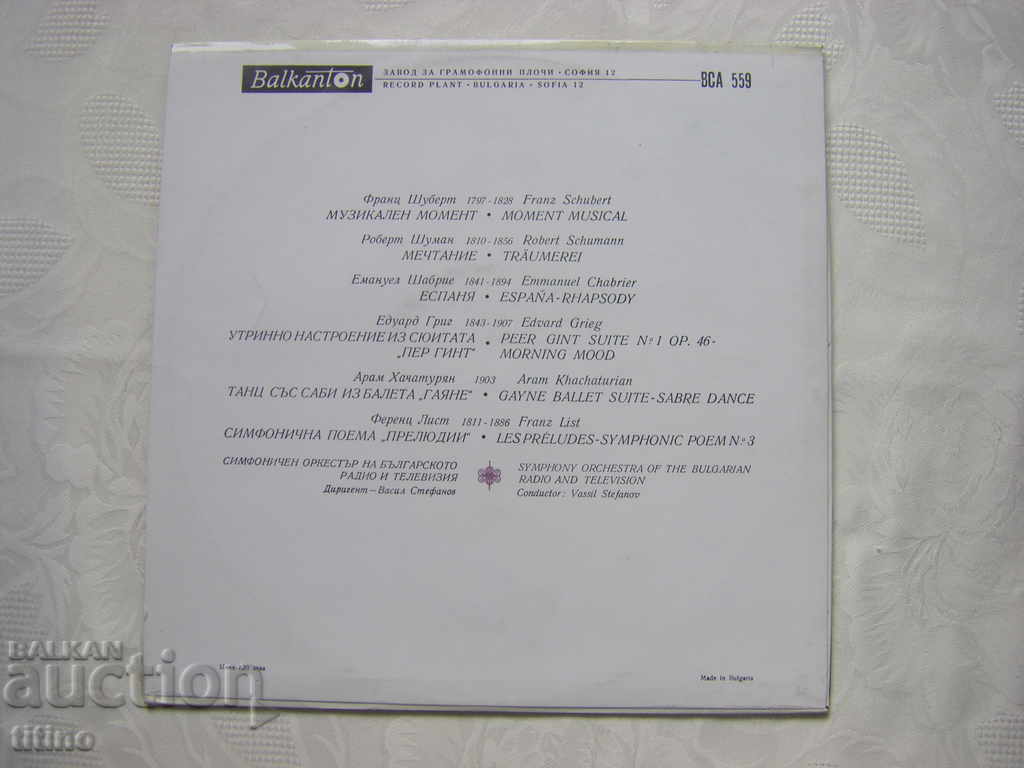 Balkanton ЗАВОД ЗА ГРАМОФОННИ ПЛОЧИ · СОФИЯ 12
RECORD PLANT · BULGARIA · SOFIA 12
ВСА 559
Франц Шуберт 1797 - 1828 Franz Schubert
МУЗИКАЛЕН МОМЕНТ · MOMENT MUSICAL
Роберт Шуман 1810 - 1856 Robert Schumann
МЕЧТАНИЕ · TRÄUMEREI
Емануел Шабрие 1841 - 1894 Emmanuel Chabrier
ЕСПАНЯ · ESPAÑA-RHAPSODY
Едуард Григ 1843 - 1907 Edvard Grieg
УТРИННО НАСТРОЕНИЕ ИЗ СЮИТАТА · PEER GINT SUITE Nº 1 OP. 46-
„ПЕР ГИНТ" MORNING MOOD
Арам Хачатурян 1903 Aram Khachaturian
ТАНЦ СЪС САБИ ИЗ БАЛЕТА „ГАЯНЕ" · GAYNE BALLET SUITE-SABRE DANCE
Ференц Лист 1811 - 1886 Franz List
СИМФОНИЧНА ПОЕМА „ПРЕЛЮДИИ" · LES PRÉLUDES-SYMPHONIC POEM Nº 3
СИМФОНИЧЕН ОРКЕСТЪР НА БЪЛГАРСКОТО SYMPHONY ORCHESTRA OF THE BULGARIAN
РАДИО И ТЕЛЕВИЗИЯ RADIO AND TELEVISION
Диригент — Васил Стефанов Conductor: Vassil Stefanov
Made in Bulgaria
BALKAN
auction
titino